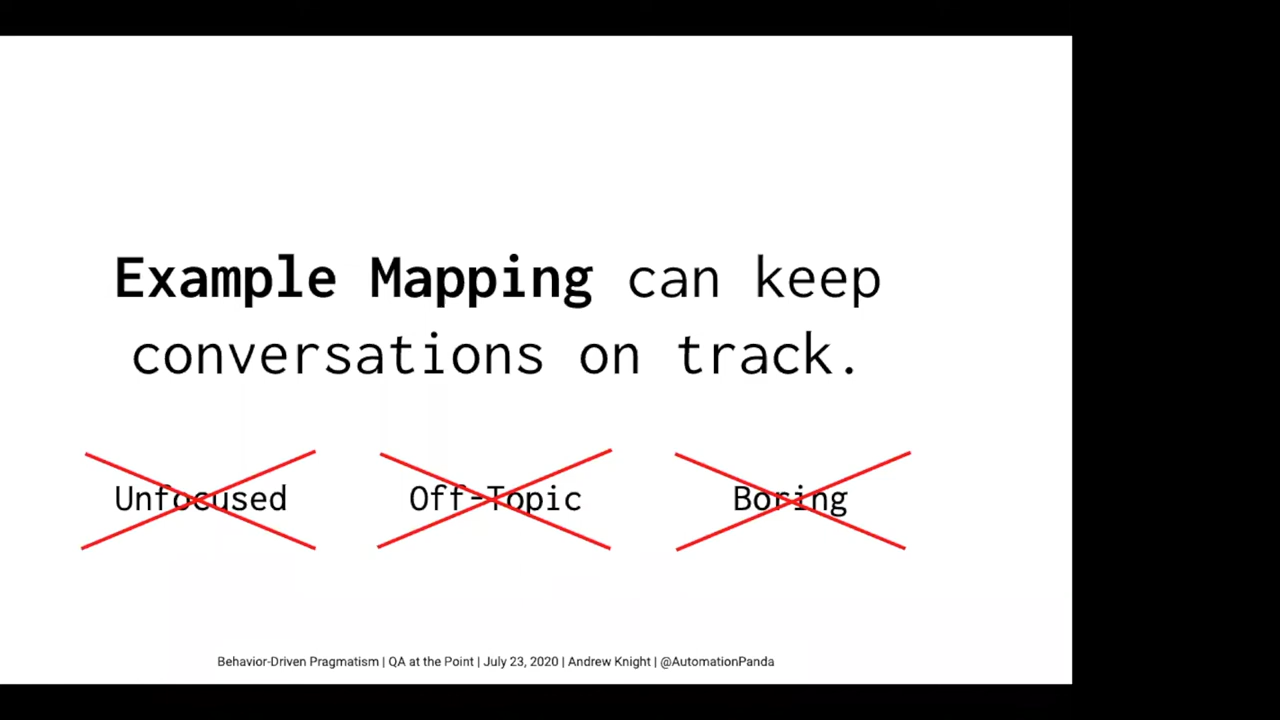 Example Mapping can keep
conversations on track.
Unfocused Off-Topic Boring
Behavior-Driven Pragmatism | QA at the Point | July 23, 2020 | Andrew Knight | @AutomationPanda